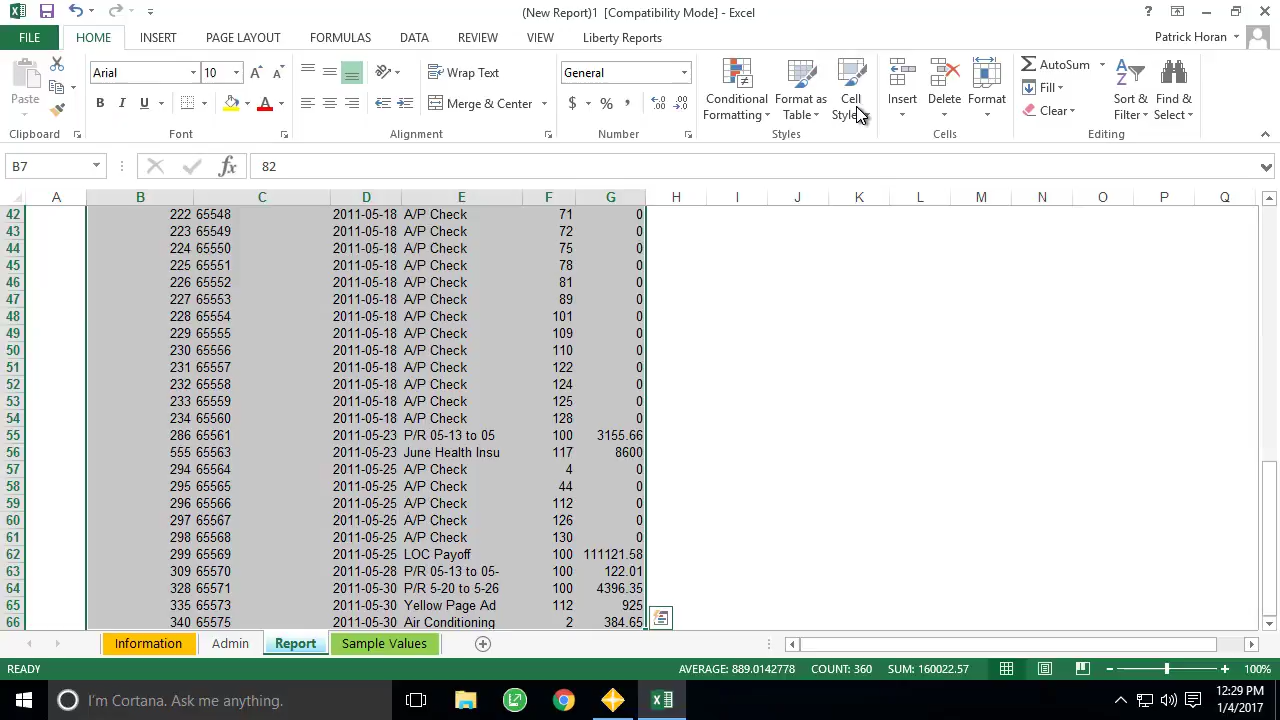 (New Report)1 [Compatibility Mode] - Excel
FILE HOME INSERT PAGE LAYOUT FORMULAS DATA REVIEW VIEW Liberty Reports Patrick Horan
Paste
Arial 10
B I U
Wrap Text
Merge & Center
General
$ % ,
Conditional Formatting
Format as Table
Cell
Insert Delete Format
AutoSum
Fill
Clear
Sort & Filter
Find & Select
Clipboard Font Alignment Number Styles Cells Editing
B7 fx 82
A B C D E F G H I J K L M N O P Q
42 222 65548 2011-05-18 A/P Check 71 0
43 223 65549 2011-05-18 A/P Check 72 0
44 224 65550 2011-05-18 A/P Check 75 0
45 225 65551 2011-05-18 A/P Check 78 0
46 226 65552 2011-05-18 A/P Check 81 0
47 227 65553 2011-05-18 A/P Check 89 0
48 228 65554 2011-05-18 A/P Check 101 0
49 229 65555 2011-05-18 A/P Check 109 0
50 230 65556 2011-05-18 A/P Check 110 0
51 231 65557 2011-05-18 A/P Check 122 0
52 232 65558 2011-05-18 A/P Check 124 0
53 233 65559 2011-05-18 A/P Check 125 0
54 234 65560 2011-05-18 A/P Check 128 0
55 286 65561 2011-05-23 P/R 05-13 to 05 100 3155.66
56 555 65563 2011-05-23 June Health Insu 117 8600
57 294 65564 2011-05-25 A/P Check 4 0
58 295 65565 2011-05-25 A/P Check 44 0
59 296 65566 2011-05-25 A/P Check 112 0
60 297 65567 2011-05-25 A/P Check 126 0
61 298 65568 2011-05-25 A/P Check 130 0
62 299 65569 2011-05-25 LOC Payoff 100 111121.58
63 309 65570 2011-05-28 P/R 05-13 to 05- 100 122.01
64 328 65571 2011-05-30 P/R 5-20 to 5-26 100 4396.35
65 335 65573 2011-05-30 Yellow Page Ad 112 925
66 340 65575 2011-05-30 Air Conditioning 2 384.65
Information Admin Report Sample Values
READY AVERAGE: 889.0142778 COUNT: 360 SUM: 160022.57 100%
I'm Cortana. Ask me anything.
12:29 PM
1/4/2017